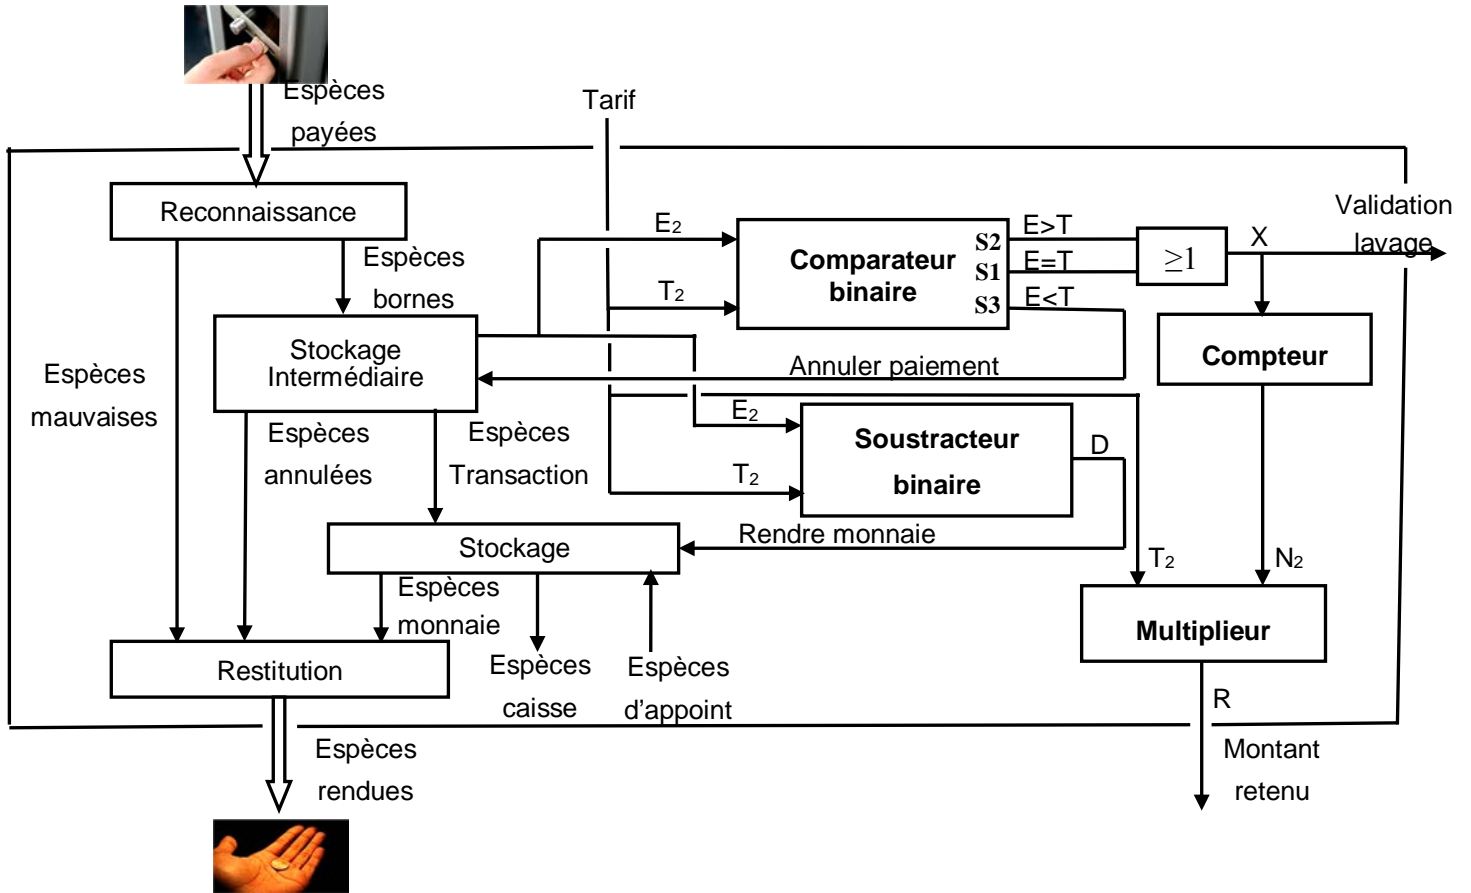 Espèces
payées
Tarif
Reconnaissance
Validation
lavage
E2
T2
Comparateur
binaire
S2
S1
S3
E>T
E=T
E<T
≥1
X
Espèces
bornes
Stockage
Intermédiaire
Annuler paiement
Compteur
Espèces
mauvaises
Espèces
annulées
Espèces
Transaction
E2
T2
Soustracteur
binaire
D
Stockage
Rendre monnaie
T2
N2
Espèces
monnaie
Multiplieur
Restitution
Espèces
caisse
Espèces
d'appoint
R
Espèces
rendues
Montant
retenu